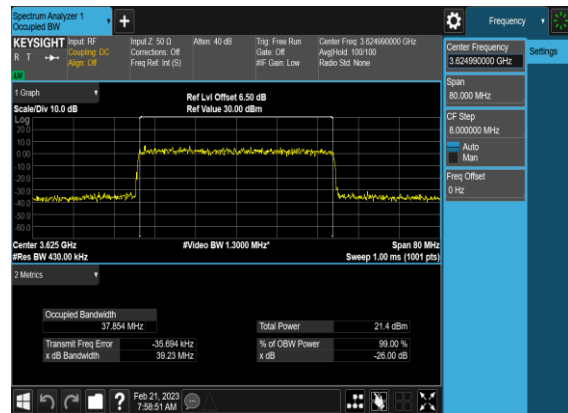 Spectrum Analyzer 1
Occupied BW
+
Frequency
KEYSIGHT
R T
LV
Input: RF
Coupling: DC
Align: Off
Input Z: 50 Ω
Corrections: Off
Freq Ref: Int (S)
Atten: 40 dB
Trig: Free Run
Gate: Off
#IF Gain: Low
Center Freq: 3.624990000 GHz
Avg|Hold: 100/100
Radio Std: None
Center Frequency
3.624990000 GHz
Settings
Span
80.000 MHz
CF Step
8.000000 MHz
Auto
Man
Freq Offset
0 Hz
1 Graph
Scale/Div 10.0 dB
Ref Lvl Offset 6.50 dB
Ref Value 30.00 dBm
Log
20.0
10.0
0.00
-10.0
-20.0
-30.0
-40.0
-50.0
-60.0
Center 3.625 GHz
#Res BW 430.00 kHz
#Video BW 1.3000 MHz*
Span 80 MHz
Sweep 1.00 ms (1001 pts)
2 Metrics
Occupied Bandwidth
37.854 MHz
Total Power 21.4 dBm
Transmit Freq Error -35.694 kHz
% of OBW Power 99.00 %
x dB Bandwidth 39.23 MHz
x dB -26.00 dB
?
Feb 21, 2023
7:56:51 AM